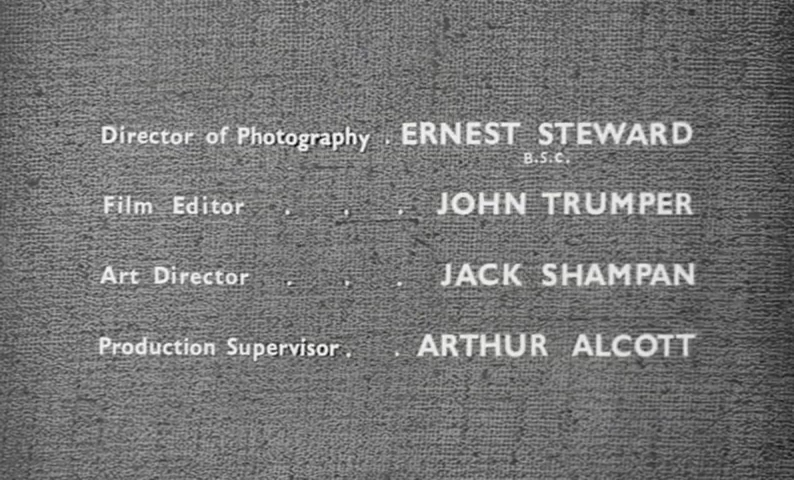 Director of Photography . ERNEST STEWARD
B.S.C.
Film Editor . . . JOHN TRUMPER
Art Director . . . JACK SHAMPAN
Production Supervisor . . ARTHUR ALCOTT